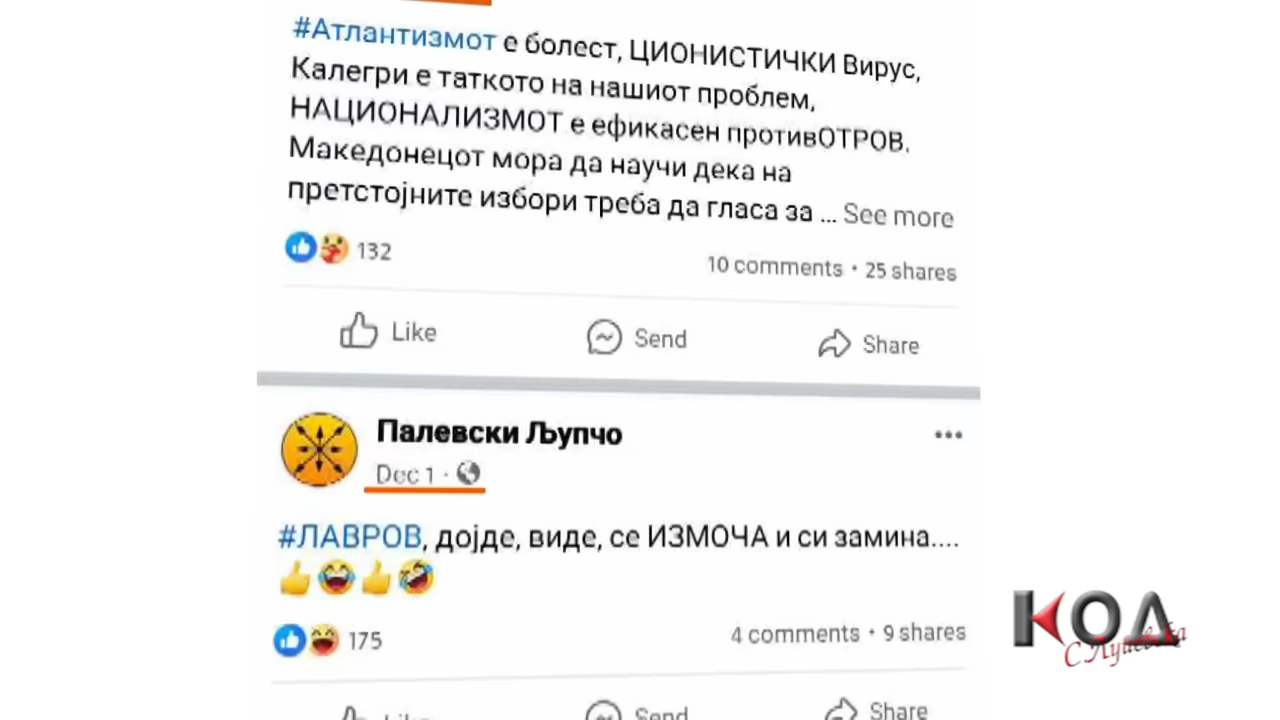 #Атлантизмот е болест, ЦИОНИСТИЧКИ Вирус,
Калегри е таткото на нашиот проблем,
НАЦИОНАЛИЗМОТ е ефикасен противОТРОВ.
Македонецот мора да научи дека на
претстојните избори треба да гласа за ... See more
132
10 comments • 25 shares
Like
Send
Share
Палевски Љупчо
Dec 1 ·
#ЛАВРОВ, дојде, виде, се ИЗМОЧА и си замина....
👍😂👍🤣
175
4 comments • 9 shares
Like
Send
Share
КОД
С Лупевска